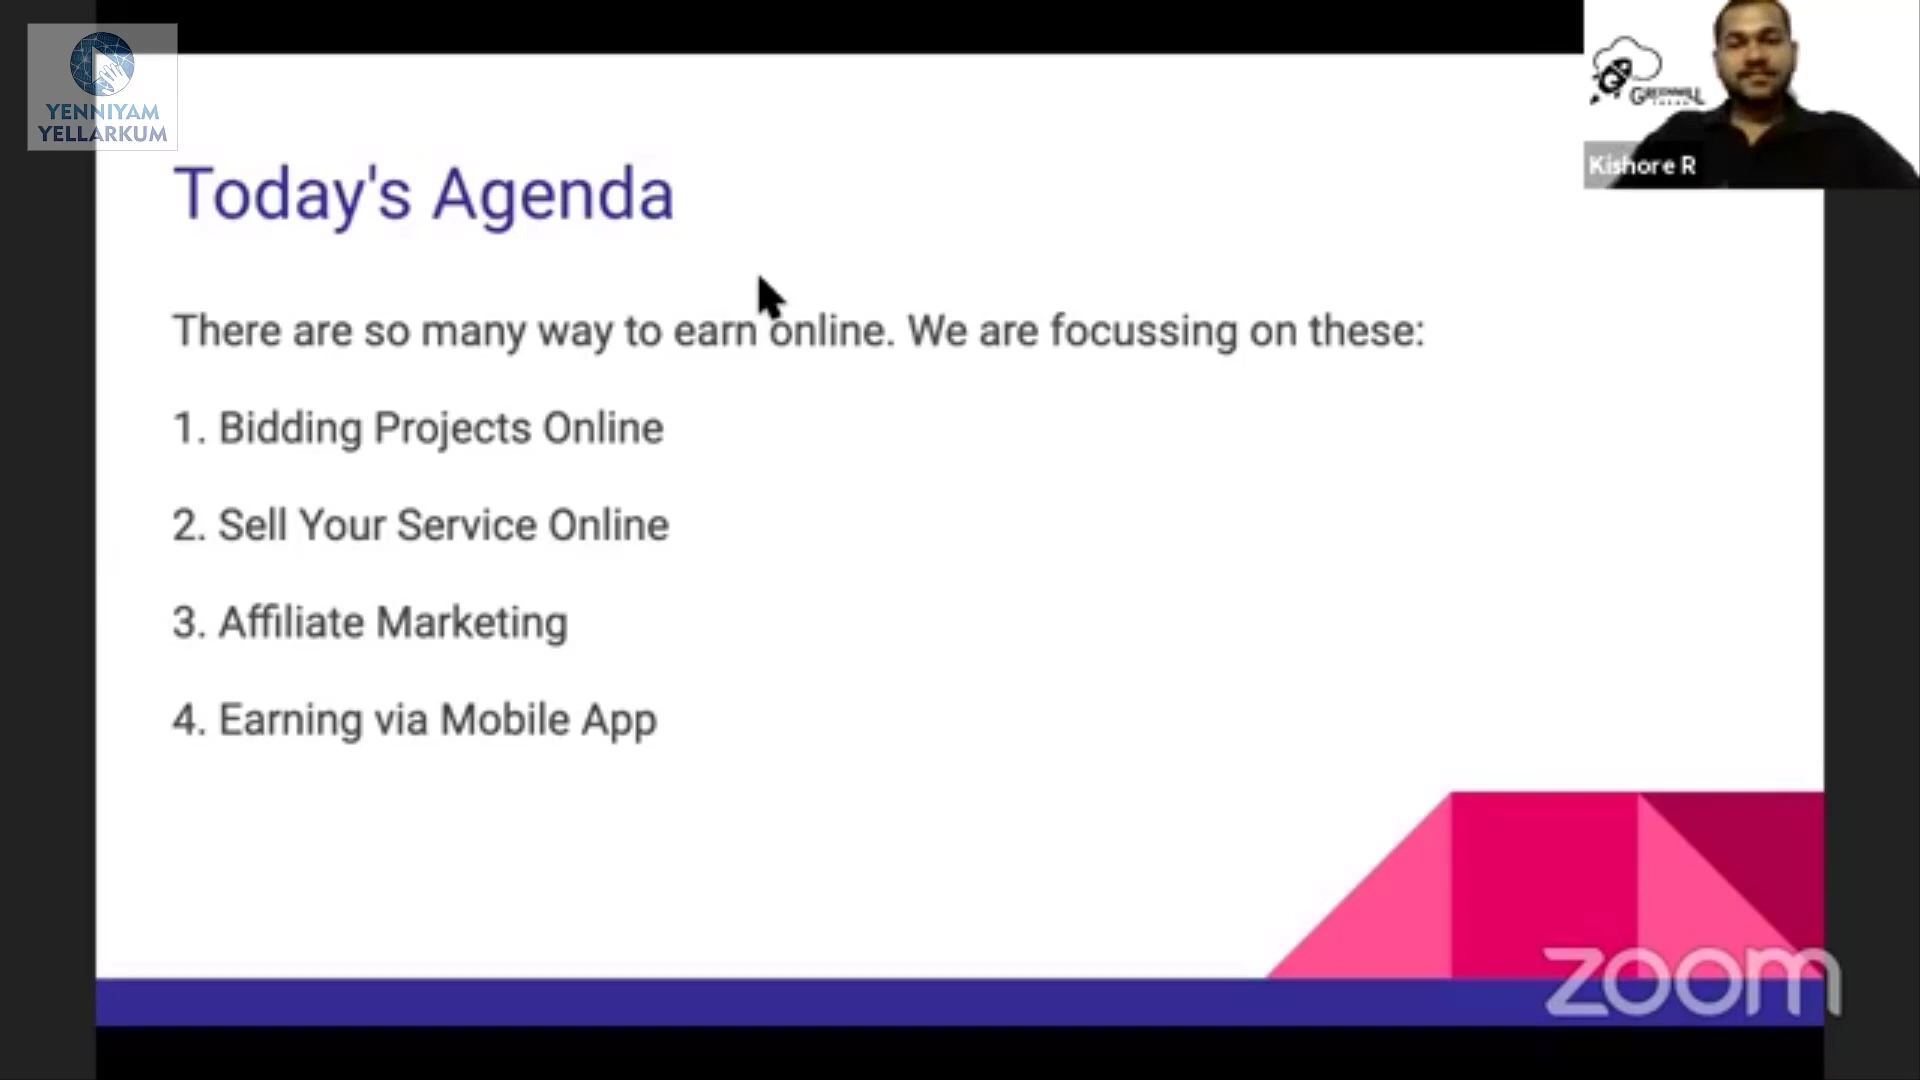 YENNIYAM
YELLARKUM
Kishore R
Today's Agenda
There are so many way to earn online. We are focussing on these:
1. Bidding Projects Online
2. Sell Your Service Online
3. Affiliate Marketing
4. Earning via Mobile App
zoom